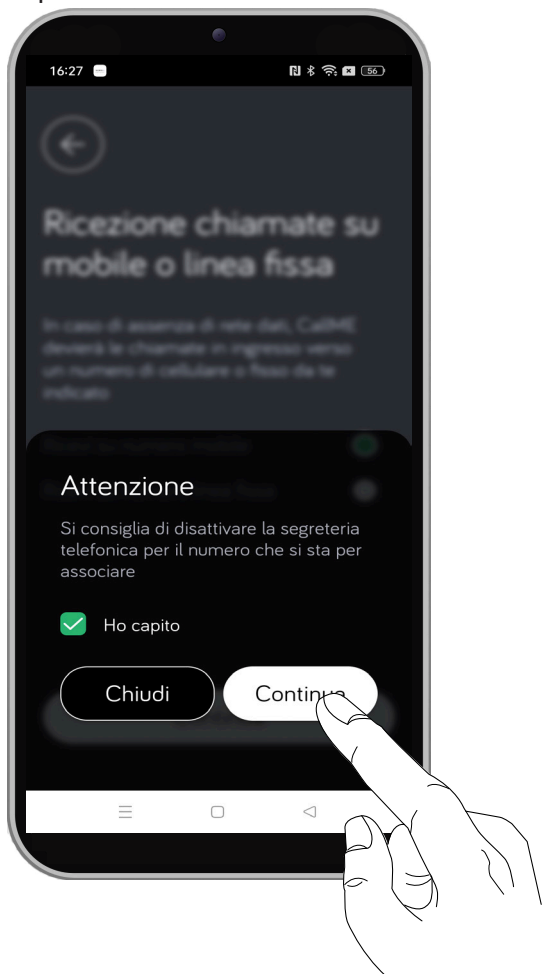 16:27
56
Ricezione chiamate su
mobile o linea fissa
In caso di assenza di rete dati, CallME
devierà le chiamate in ingresso verso
un numero di cellulare o fisso da te
indicato
Attenzione
Si consiglia di disattivare la segreteria
telefonica per il numero che si sta per
associare
Ho capito
Chiudi
Continua